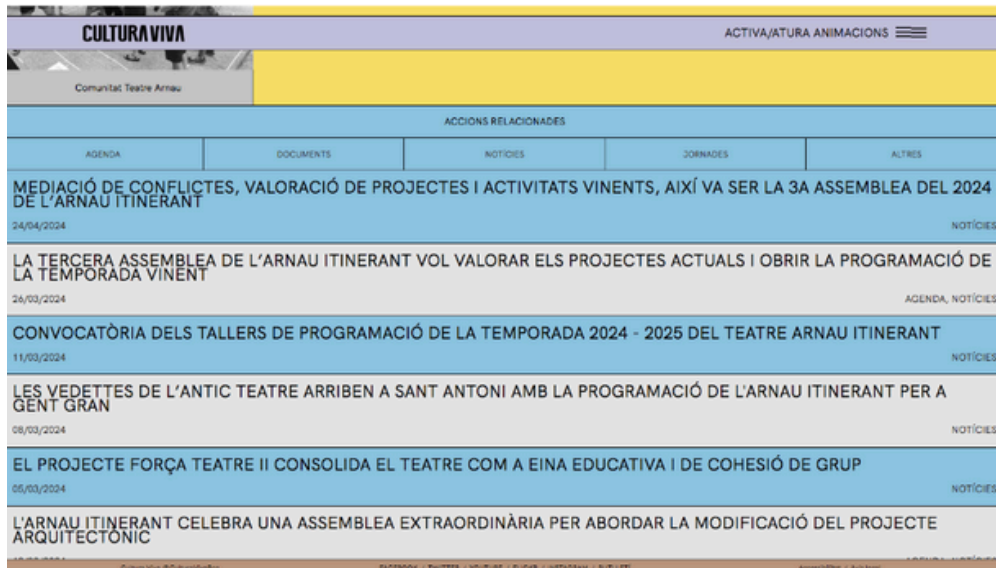 CULTURA VIVA
ACTIVA/ATURA ANIMACIONS
Comunitat Teatre Arnau
ACCIONS RELACIONADES
AGENDA
DOCUMENTS
NOTÍCIES
JORNADES
ALTRES
MEDIACIÓ DE CONFLICTES, VALORACIÓ DE PROJECTES I ACTIVITATS VINENTS, AIXÍ VA SER LA 3A ASSEMBLEA DEL 2024
DE L'ARNAU ITINERANT
24/04/2024
NOTÍCIES
LA TERCERA ASSEMBLEA DE L'ARNAU ITINERANT VOL VALORAR ELS PROJECTES ACTUALS I OBRIR LA PROGRAMACIÓ DE
LA TEMPORADA VINENT
26/03/2024
AGENDA, NOTÍCIES
CONVOCATÒRIA DELS TALLERS DE PROGRAMACIÓ DE LA TEMPORADA 2024 - 2025 DEL TEATRE ARNAU ITINERANT
11/03/2024
NOTÍCIES
LES VEDETTES DE L'ANTIC TEATRE ARRIBEN A SANT ANTONI AMB LA PROGRAMACIÓ DE L'ARNAU ITINERANT PER A
GENT GRAN
08/03/2024
NOTÍCIES
EL PROJECTE FORÇA TEATRE II CONSOLIDA EL TEATRE COM A EINA EDUCATIVA I DE COHESIÓ DE GRUP
05/03/2024
NOTÍCIES
L'ARNAU ITINERANT CELEBRA UNA ASSEMBLEA EXTRAORDINÀRIA PER ABORDAR LA MODIFICACIÓ DEL PROJECTE
ARQUITECTÒNIC